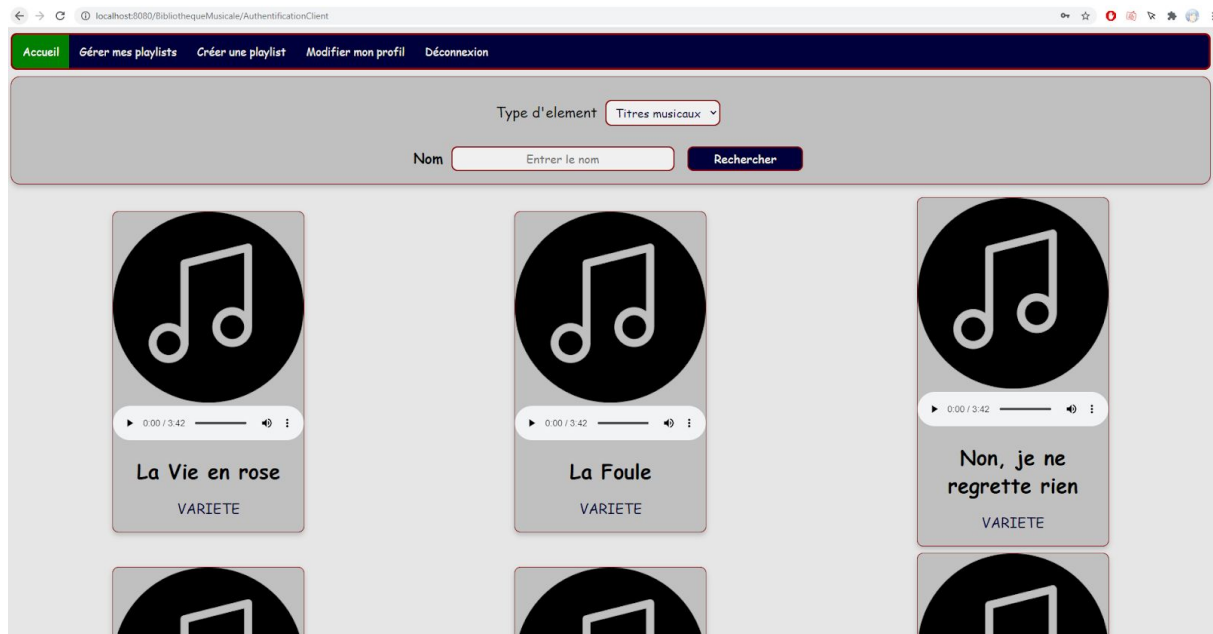 localhost:8080/BibliothequeMusicale/AuthentificationClient
Accueil Gérer mes playlists Créer une playlist Modifier mon profil Déconnexion
Type d'element Titres musicaux
Nom Entrer le nom Rechercher
0:00 / 3:42
0:00 / 3:42
0:00 / 3:42
La Vie en rose
La Foule
Non, je ne
regrette rien
VARIETE
VARIETE
VARIETE